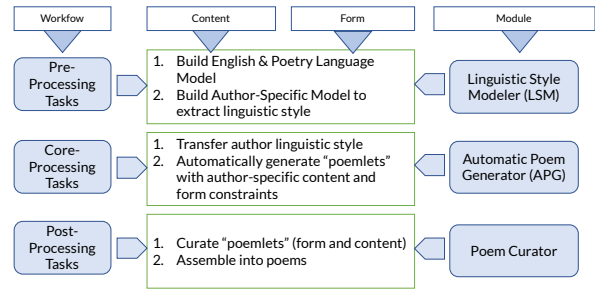 Workflow
Content
Form
Module
Pre-
Processing
Tasks
1. Build English & Poetry Language
Model
2. Build Author-Specific Model to
extract linguistic style
Linguistic Style
Modeler (LSM)
Core-
Processing
Tasks
1. Transfer author linguistic style
2. Automatically generate “poemlets”
with author-specific content and
form constraints
Automatic Poem
Generator (APG)
Post-
Processing
Tasks
1. Curate “poemlets” (form and content)
2. Assemble into poems
Poem Curator